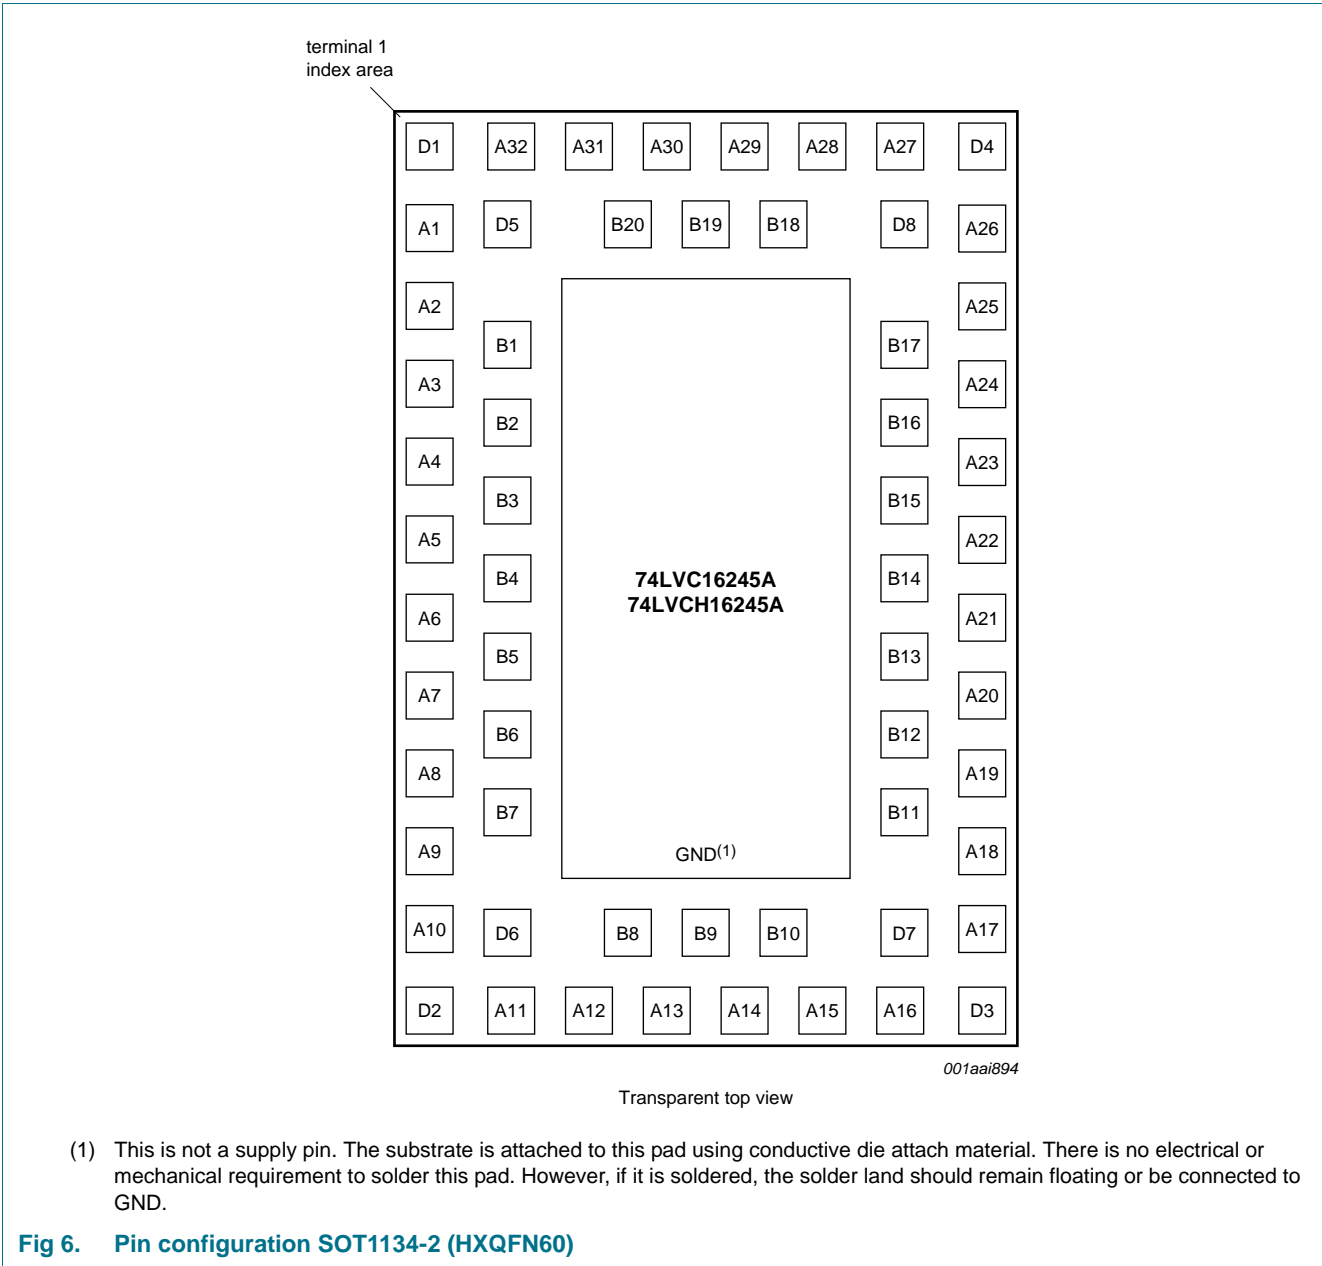 terminal 1
index area
D1 A32 A31 A30 A29 A28 A27 D4
A1 D5 B20 B19 B18 D8 A26
A2 A25
B1 B17
A3 A24
B2 B16
A4 A23
B3 B15
A5 A22
B4 74LVC16245A B14
74LVCH16245A
A6 A21
B5 B13
A7 A20
B6 B12
A8 A19
B7 B11
A9 GND(1) A18
A10 D6 B8 B9 B10 D7 A17
D2 A11 A12 A13 A14 A15 A16 D3
001aai894
Transparent top view
(1) This is not a supply pin. The substrate is attached to this pad using conductive die attach material. There is no electrical or
mechanical requirement to solder this pad. However, if it is soldered, the solder land should remain floating or be connected to
GND.
Fig 6. Pin configuration SOT1134-2 (HXQFN60)